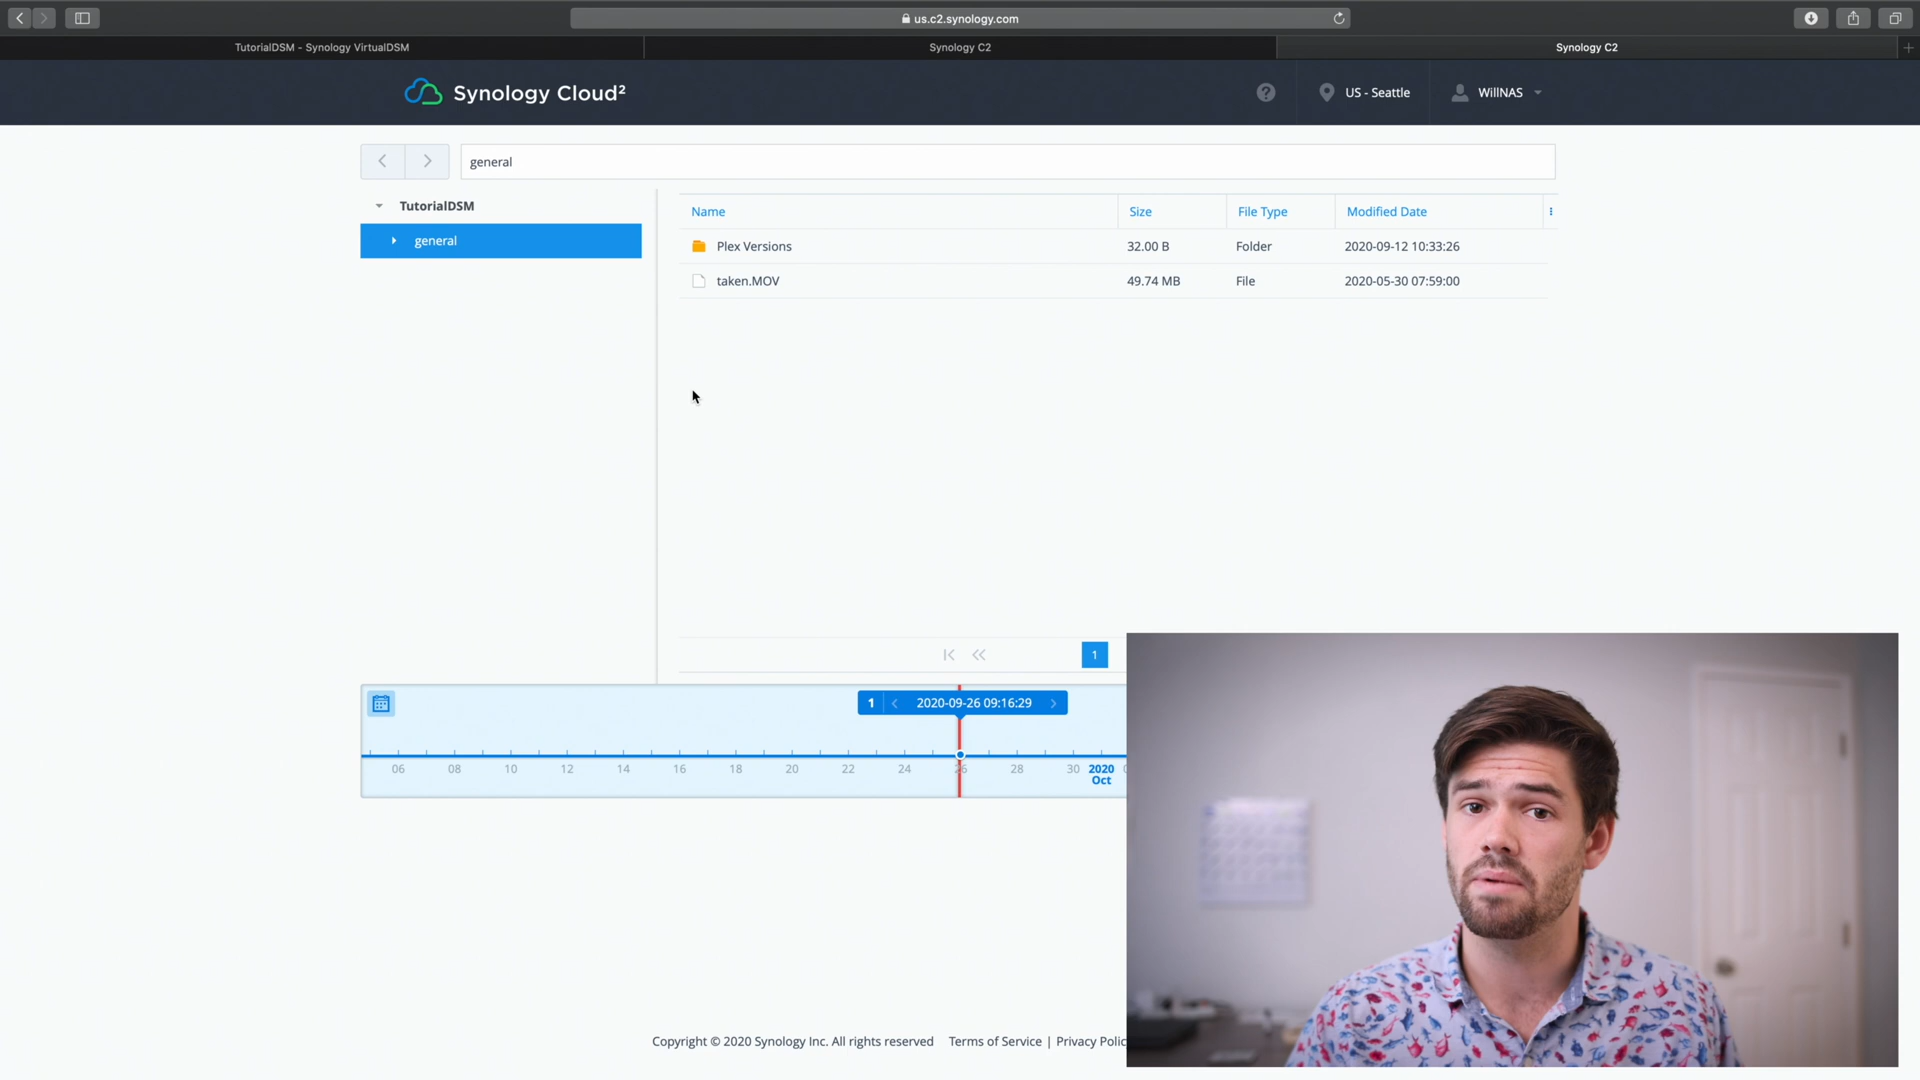 us.c2.synology.com
TutorialDSM - Synology VirtualDSM
Synology C2
Synology C2
Synology Cloud²
US - Seattle
WillNAS
general
TutorialDSM
general
Name Size File Type Modified Date
Plex Versions 32.00 B Folder 2020-09-12 10:33:26
taken.MOV 49.74 MB File 2020-05-30 07:59:00
1
1 2020-09-26 09:16:29
06 08 10 12 14 16 18 20 22 24 26 28 30 2020
Oct
Copyright © 2020 Synology Inc. All rights reserved Terms of Service | Privacy Polic